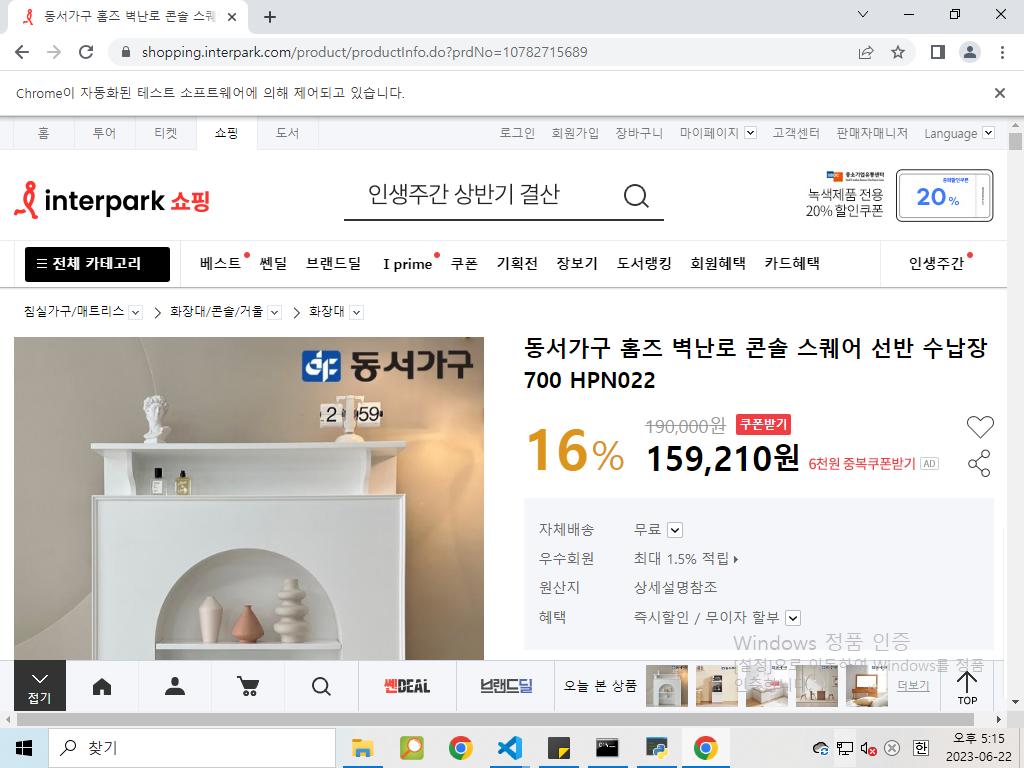 동서가구 홈즈 벽난로 콘솔 스퀘
shopping.interpark.com/product/productInfo.do?prdNo=10782715689
Chrome이 자동화된 테스트 소프트웨어에 의해 제어되고 있습니다.
홈 투어 티켓 쇼핑 도서 로그인 회원가입 장바구니 마이페이지 고객센터 판매자매니저 Language
interpark 쇼핑
인생주간 상반기 결산
중소기업유통센터
녹색제품 전용
20% 할인쿠폰
중복할인쿠폰
20%
전체 카테고리 베스트 쎈딜 브랜드딜 I prime 쿠폰 기획전 장보기 도서랭킹 회원혜택 카드혜택 인생주간
침실가구/매트리스 화장대/콘솔/거울 화장대
동서가구
2 59
동서가구 홈즈 벽난로 콘솔 스퀘어 선반 수납장
700 HPN022
16%
190,000원 쿠폰받기
159,210원 6천원 중복쿠폰받기 AD
자체배송 무료
우수회원 최대 1.5% 적립
원산지 상세설명참조
혜택 즉시할인 / 무이자 할부
Windows 정품 인증
[설정]으로 이동하여 Windows를 정품
인증합니다.
접기
쎈DEAL
브랜드딜
오늘 본 상품
더보기
TOP
찾기
한
오후 5:15
2023-06-22